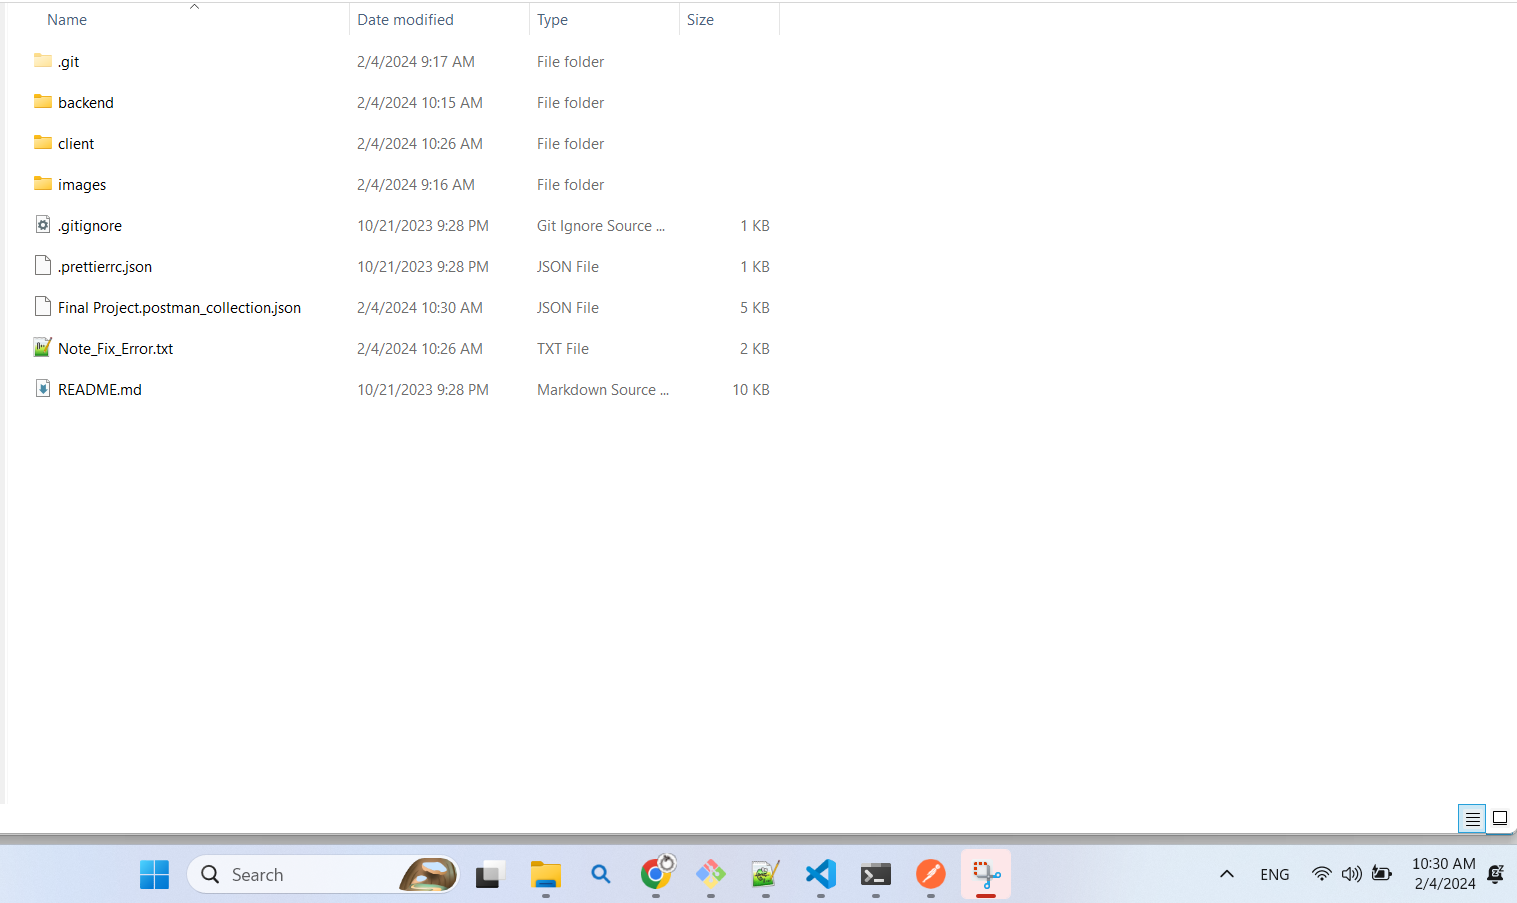 Name Date modified Type Size
.git 2/4/2024 9:17 AM File folder
backend 2/4/2024 10:15 AM File folder
client 2/4/2024 10:26 AM File folder
images 2/4/2024 9:16 AM File folder
.gitignore 10/21/2023 9:28 PM Git Ignore Source ... 1 KB
.prettierrc.json 10/21/2023 9:28 PM JSON File 1 KB
Final Project.postman_collection.json 2/4/2024 10:30 AM JSON File 5 KB
Note_Fix_Error.txt 2/4/2024 10:26 AM TXT File 2 KB
README.md 10/21/2023 9:28 PM Markdown Source ... 10 KB
Search ENG 10:30 AM
2/4/2024